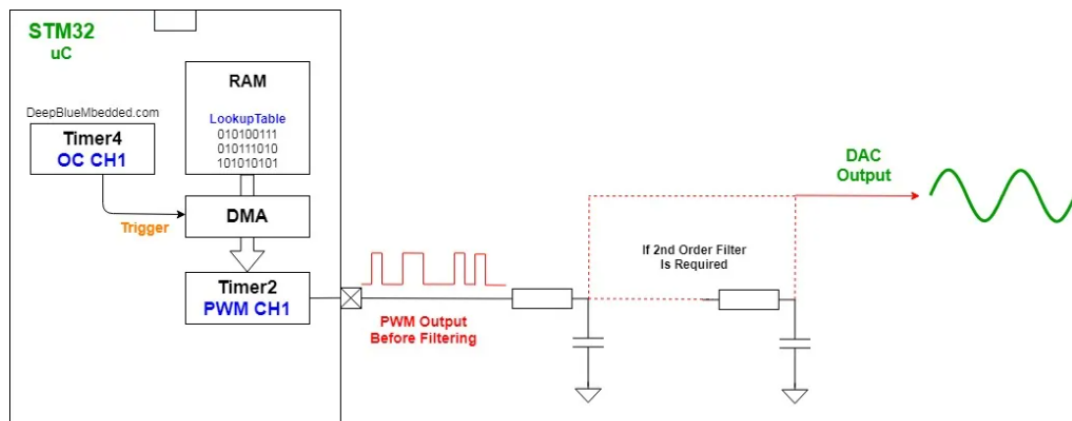 STM32
uC
DeepBlueMbedded.com
Timer4
OC CH1
Trigger
RAM
LookupTable
010100111
010111010
101010101
DMA
Timer2
PWM CH1
PWM Output
Before Filtering
If 2nd Order Filter
Is Required
DAC
Output